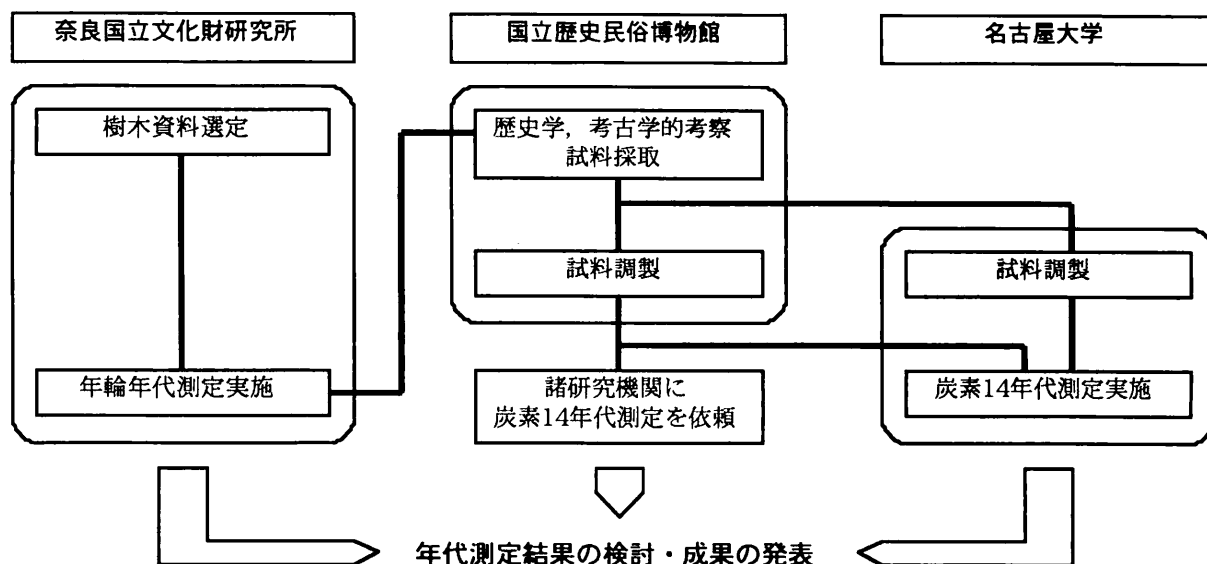 奈良国立文化財研究所
国立歴史民俗博物館
名古屋大学
樹木資料選定
年輪年代測定実施
歴史学，考古学的考察
試料採取
試料調製
諸研究機関に
炭素14年代測定を依頼
試料調製
炭素14年代測定実施
年代測定結果の検討・成果の発表